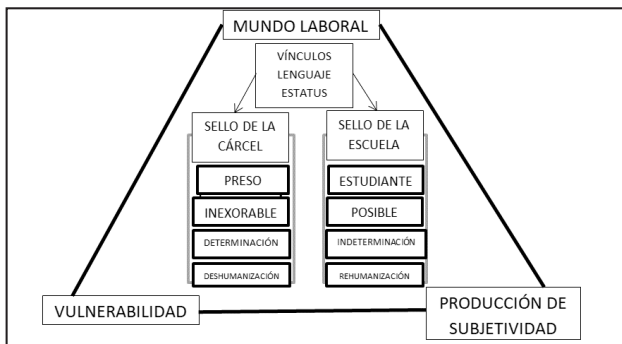 MUNDO LABORAL
VÍNCULOS
LENGUAJE
ESTATUS
SELLO DE LA
CÁRCEL
PRESO
INEXORABLE
DETERMINACIÓN
DESHUMANIZACIÓN
SELLO DE LA
ESCUELA
ESTUDIANTE
POSIBLE
INDETERMINACIÓN
REHUMANIZACIÓN
VULNERABILIDAD
PRODUCCIÓN DE
SUBJETIVIDAD